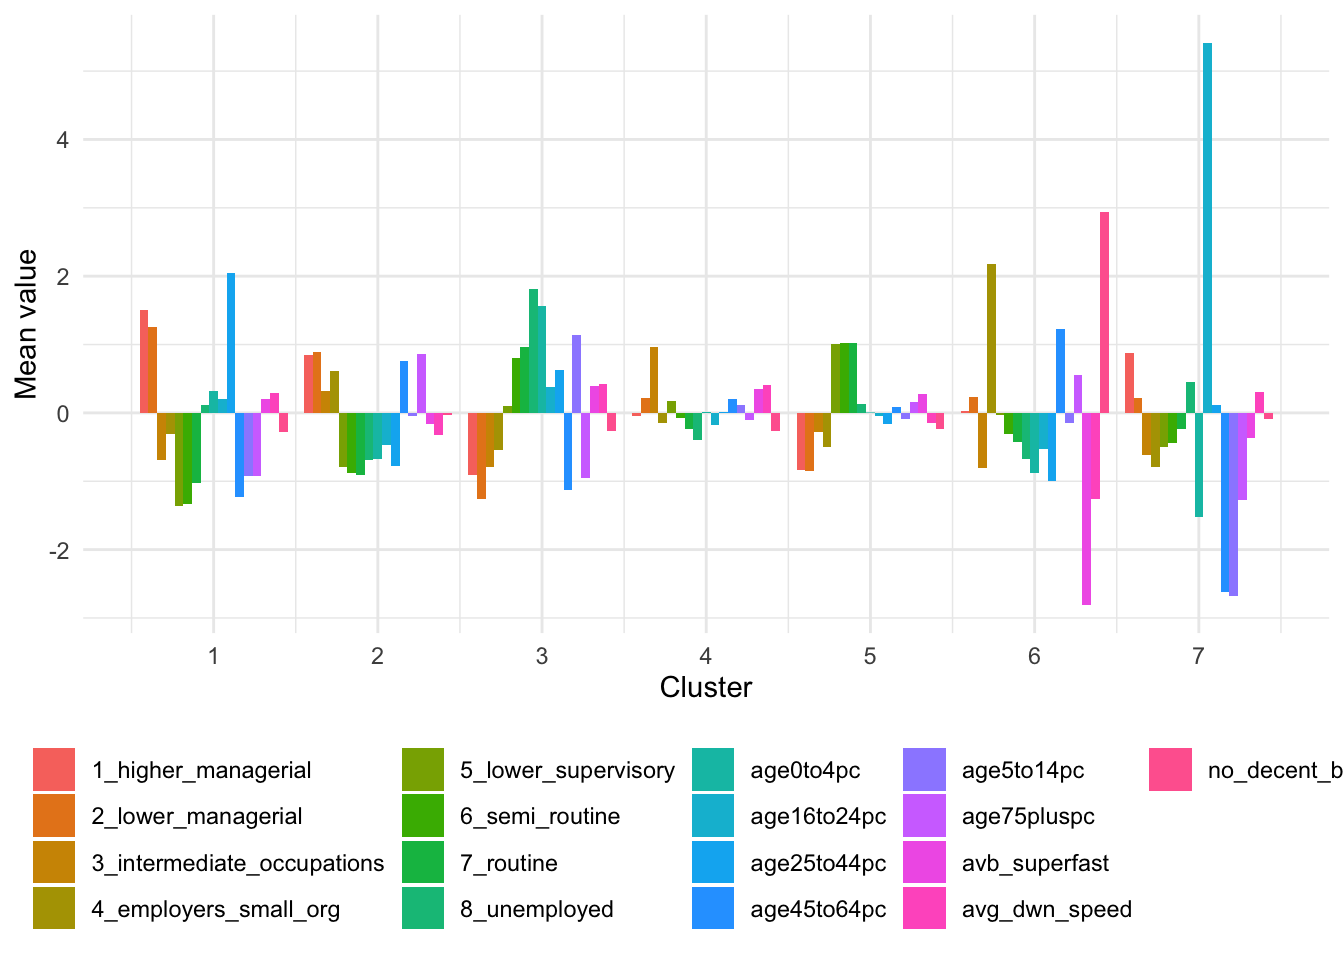 4
2
0
-2
Mean value
1 2 3 4 5 6 7
Cluster
1_higher_managerial 5_lower_supervisory age0to4pc age5to14pc no_decent_b
2_lower_managerial 6_semi_routine age16to24pc age75pluspc
3_intermediate_occupations 7_routine age25to44pc avb_superfast
4_employers_small_org 8_unemployed age45to64pc avg_dwn_speed